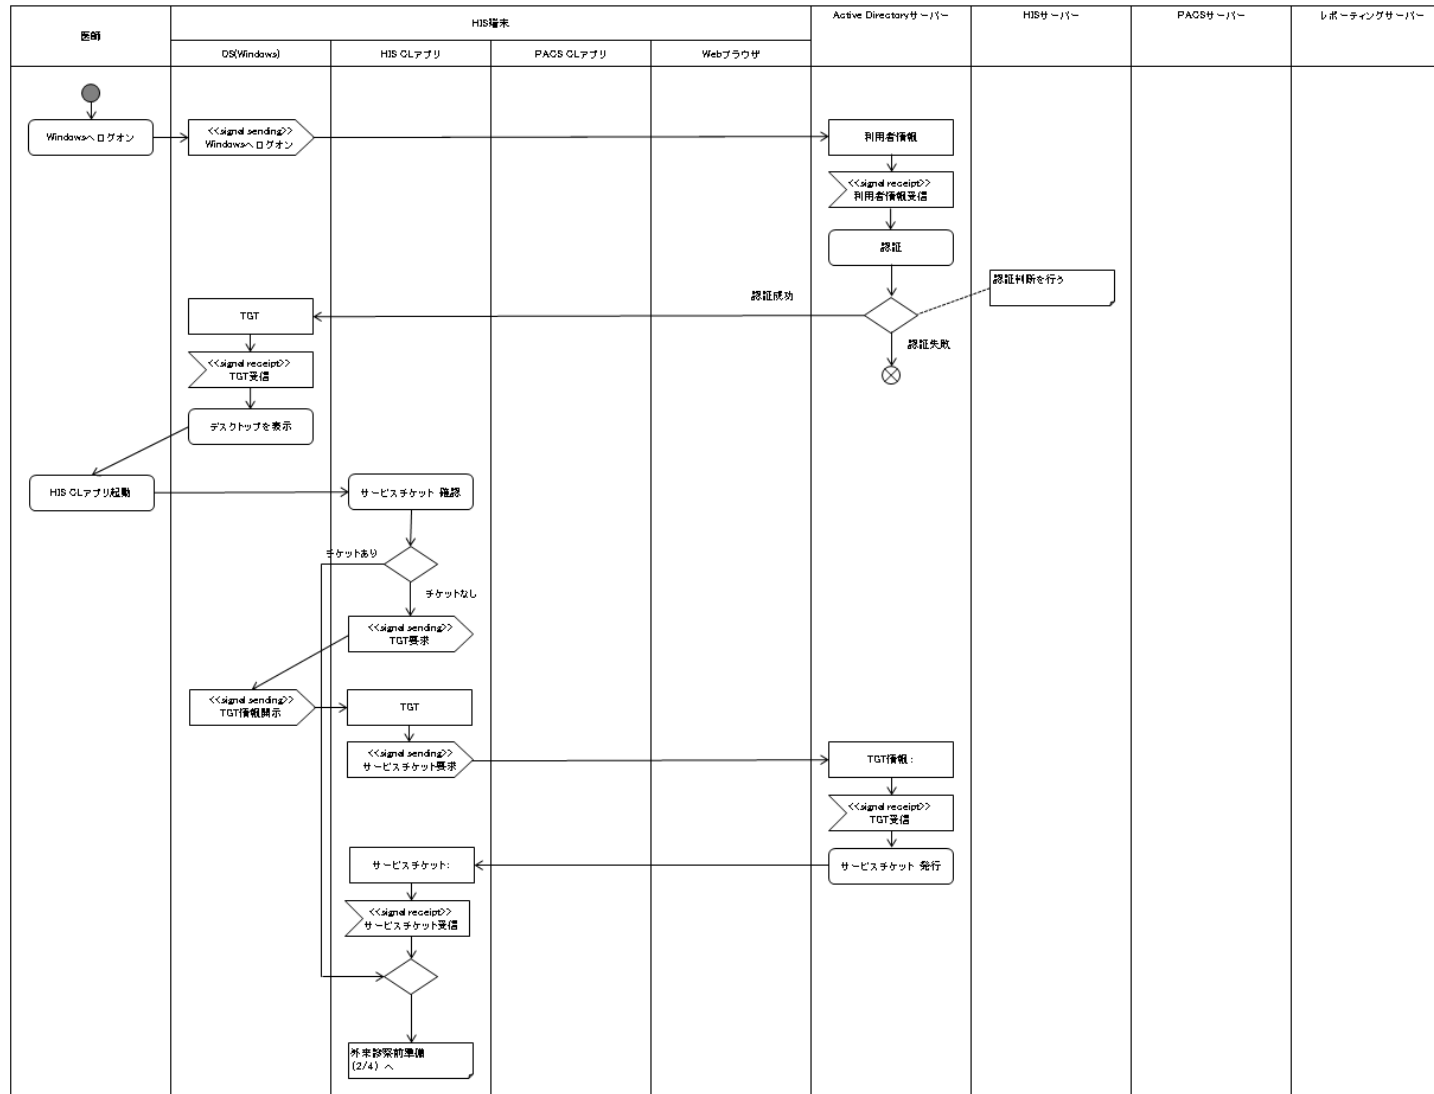 医師
HIS端末
Active Directoryサーバー
HISサーバー
PACSサーバー
レポーティングサーバー
OS(Windows)
HIS CLアプリ
PACS CLアプリ
Webブラウザ
Windowsへログオン
<<signal sending>>
Windowsへログオン
利用者情報
<<signal receipt>>
利用者情報受信
認証
認証判断を行う
認証成功
認証失敗
TGT
<<signal receipt>>
TGT受信
デスクトップを表示
HIS CLアプリ起動
サービスチケット 確認
チケットあり
チケットなし
<<signal sending>>
TGT要求
<<signal sending>>
TGT情報開示
TGT
<<signal sending>>
サービスチケット要求
TGT情報 :
<<signal receipt>>
TGT受信
サービスチケット 発行
サービスチケット:
<<signal receipt>>
サービスチケット受信
外来診察前準備
(2/4) へ